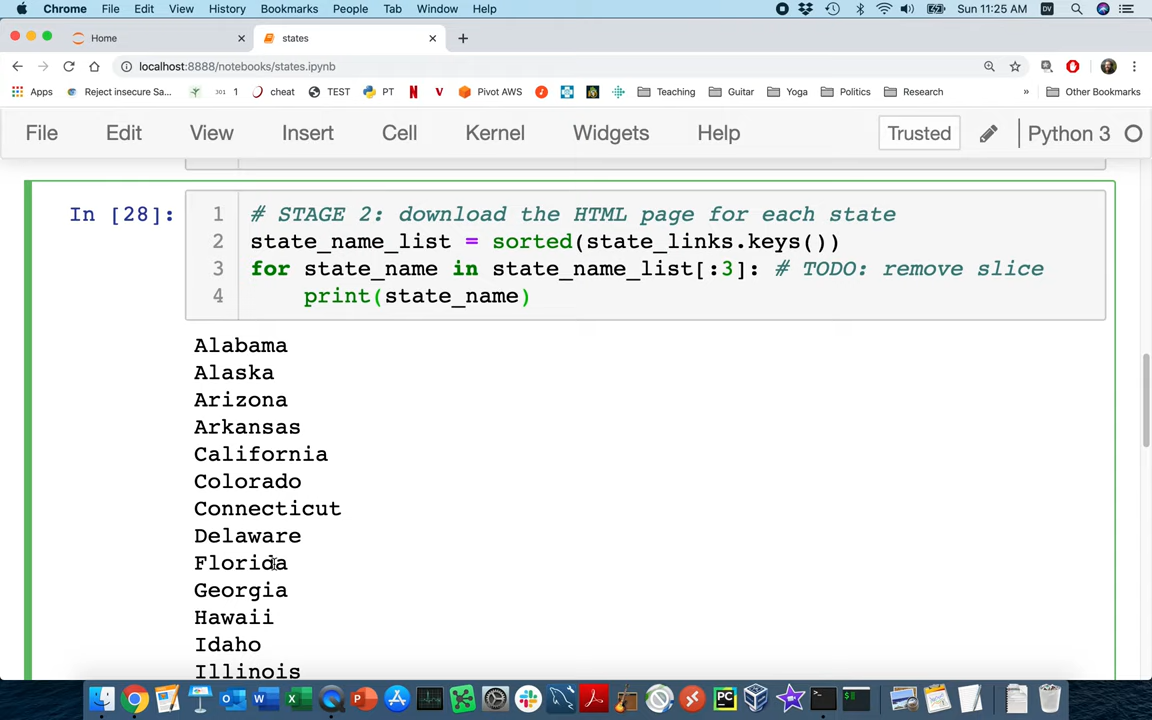 Chrome File Edit View History Bookmarks People Tab Window Help Sun 11:25 AM DV
Home states
localhost:8888/notebooks/states.ipynb
Apps Reject insecure Sa... 301 1 cheat TEST PT Pivot AWS Teaching Guitar Yoga Politics Research » Other Bookmarks
File Edit View Insert Cell Kernel Widgets Help Trusted Python 3
In [28]:
1 # STAGE 2: download the HTML page for each state
2 state_name_list = sorted(state_links.keys())
3 for state_name in state_name_list[:3]: # TODO: remove slice
4 print(state_name)
Alabama
Alaska
Arizona
Arkansas
California
Colorado
Connecticut
Delaware
Florida
Georgia
Hawaii
Idaho
Illinois